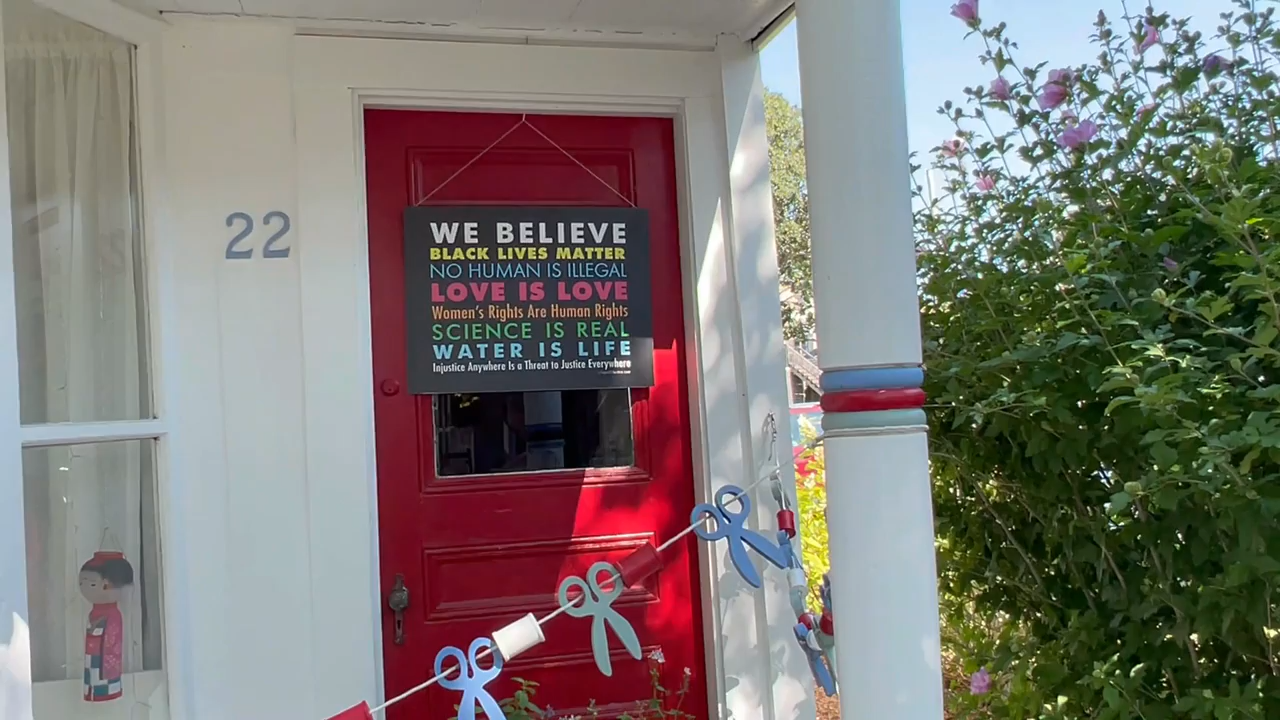 22
WE BELIEVE
BLACK LIVES MATTER
NO HUMAN IS ILLEGAL
LOVE IS LOVE
Women's Rights Are Human Rights
SCIENCE IS REAL
WATER IS LIFE
Injustice Anywhere Is a Threat to Justice Everywhere